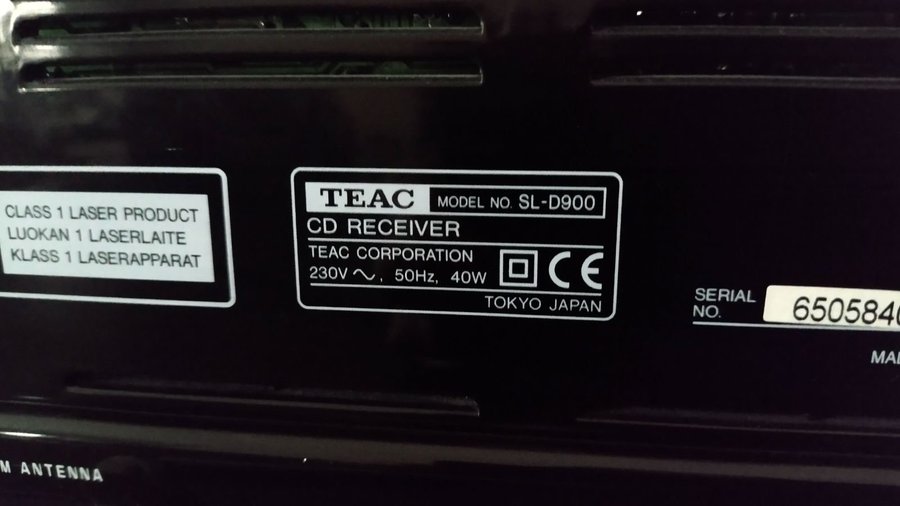 CLASS 1 LASER PRODUCT
LUOKAN 1 LASERLAITE
KLASS 1 LASERAPPARAT
TEAC MODEL NO. SL-D900
CD RECEIVER
TEAC CORPORATION
230V ~, 50Hz, 40W CE
TOKYO JAPAN
SERIAL
NO. 650584
ANTENNA